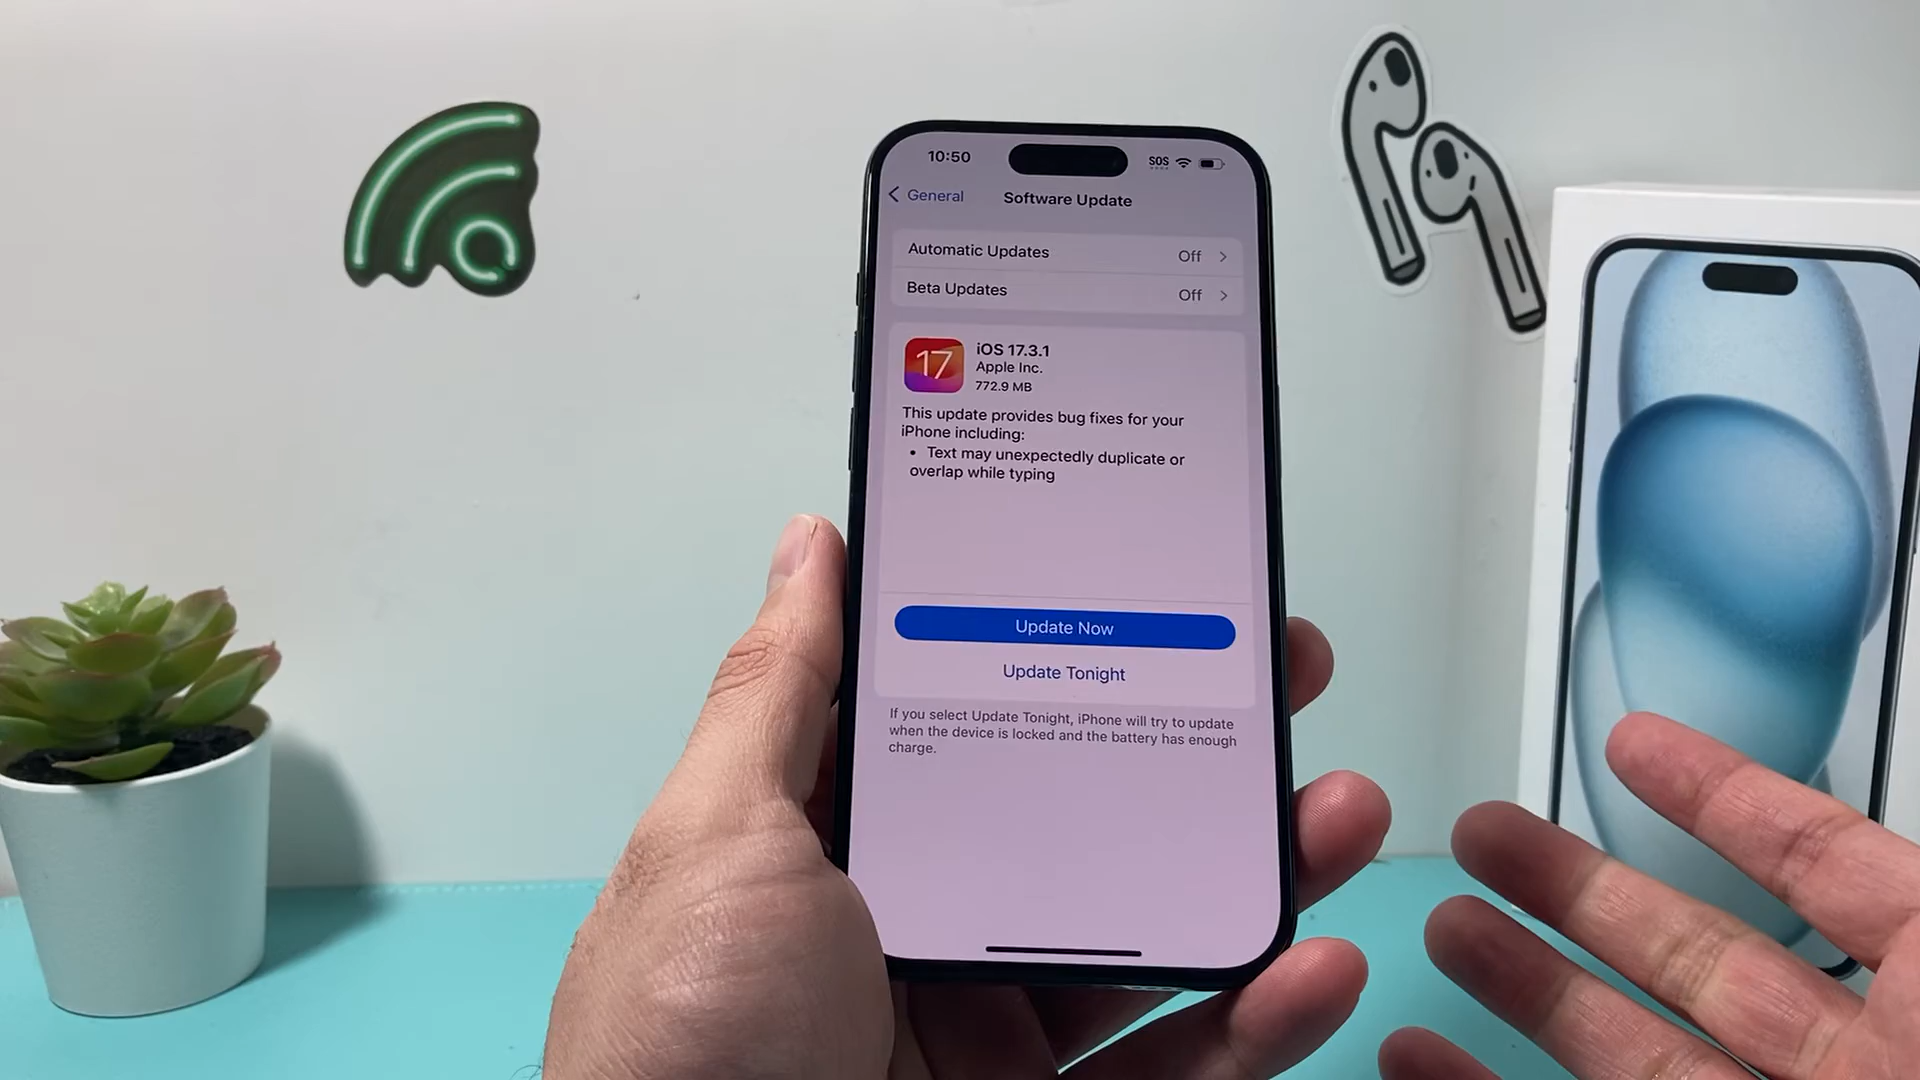 10:50
SOS
General
Software Update
Automatic Updates Off
Beta Updates Off
17
iOS 17.3.1
Apple Inc.
772.9 MB
This update provides bug fixes for your
iPhone including:
• Text may unexpectedly duplicate or
overlap while typing
Update Now
Update Tonight
If you select Update Tonight, iPhone will try to update
when the device is locked and the battery has enough
charge.